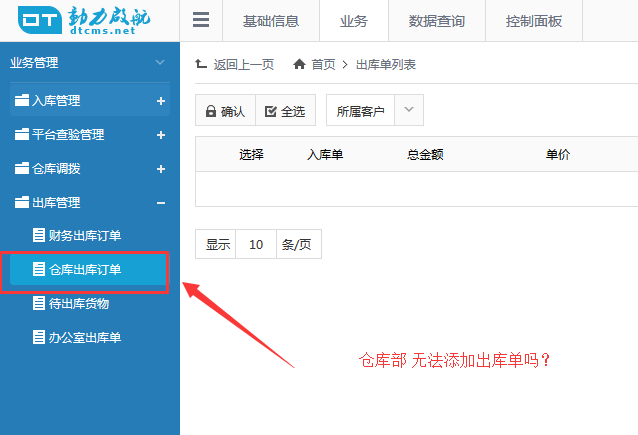 DT 動力啟航
dtcms.net
基础信息 业务 数据查询 控制面板
业务管理
返回上一页 首页 出库单列表
入库管理
平台查验管理
仓库调拨
出库管理
财务出库订单
仓库出库订单
待出库货物
办公室出库单
确认 全选 所属客户
选择 入库单 总金额 单价
显示 10 条/页
仓库部 无法添加出库单吗?